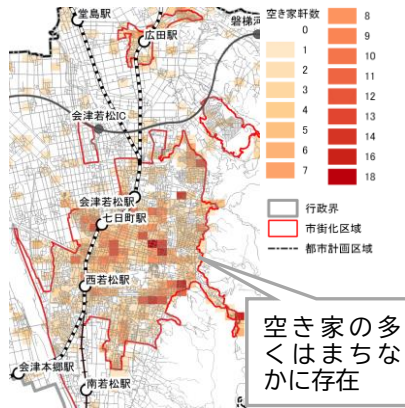 堂島駅
広田駅
磐梯河
会津若松IC
会津若松駅
七日町駅
西若松駅
会津本郷駅
南若松駅
空き家軒数
0
1
2
3
4
5
6
7
8
9
10
11
12
13
14
16
18
行政界
市街化区域
都市計画区域
空き家の多
くはまちな
かに存在